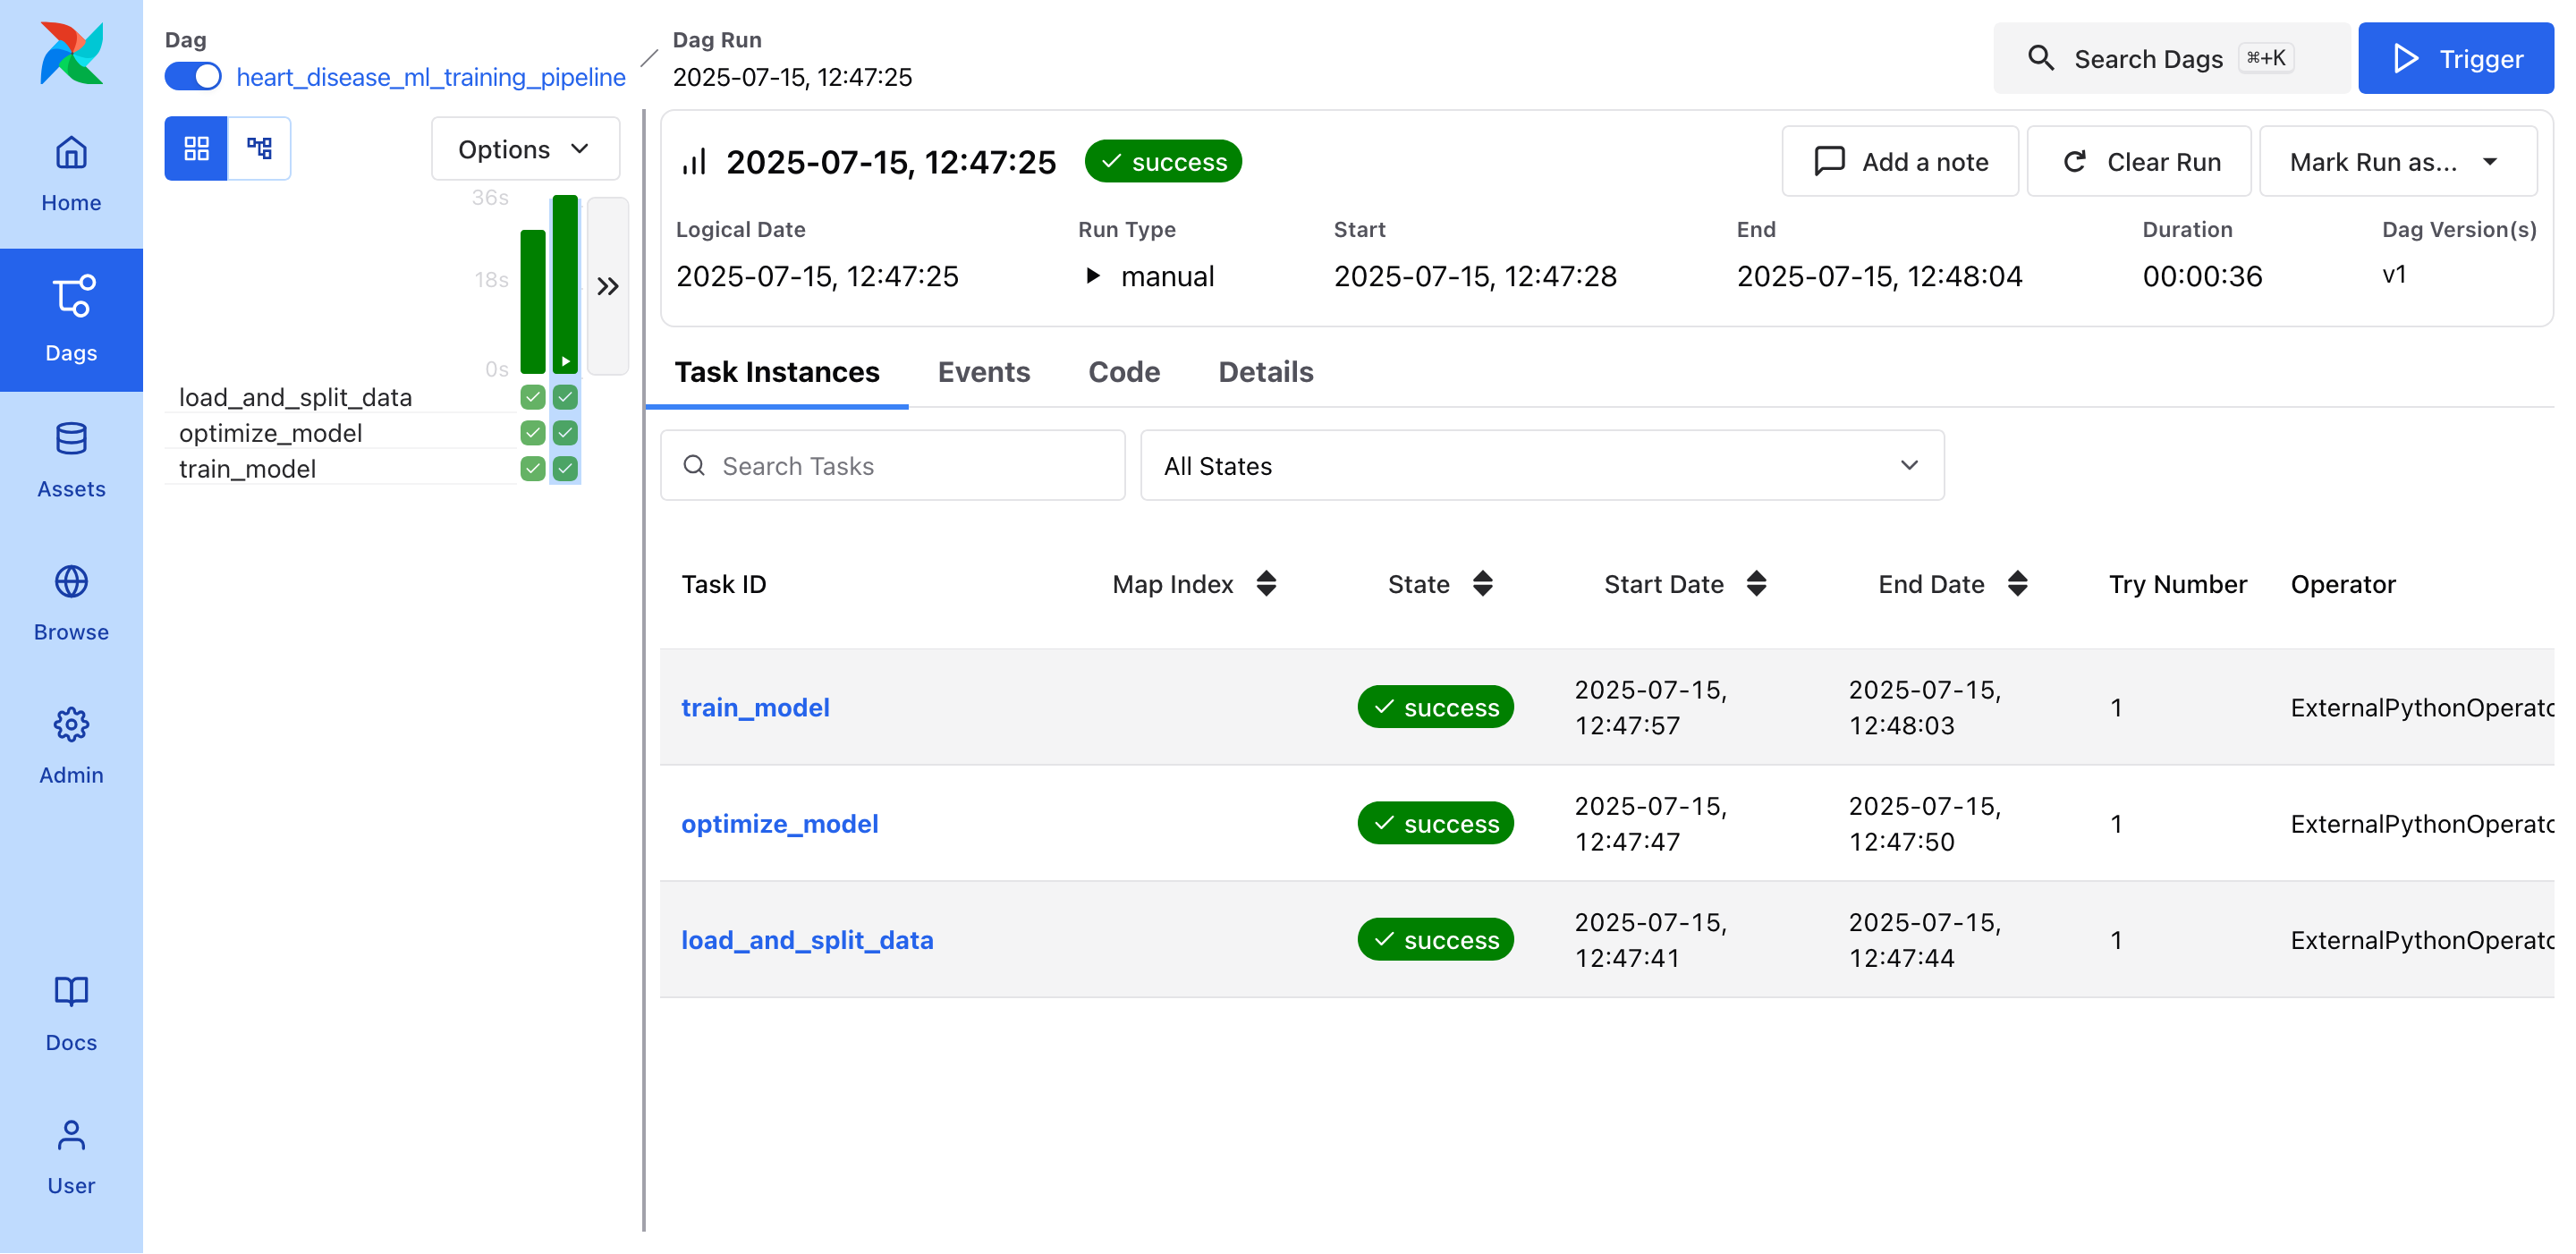 Dag
heart_disease_ml_training_pipeline
Dag Run
2025-07-15, 12:47:25
Search Dags ⌘+K
Trigger
Home
Dags
Assets
Browse
Admin
Docs
User
Options
36s
18s
0s
load_and_split_data
optimize_model
train_model
2025-07-15, 12:47:25 success
Add a note
Clear Run
Mark Run as...
Logical Date Run Type Start End Duration Dag Version(s)
2025-07-15, 12:47:25 manual 2025-07-15, 12:47:28 2025-07-15, 12:48:04 00:00:36 v1
Task Instances Events Code Details
Search Tasks
All States
Task ID Map Index State Start Date End Date Try Number Operator
train_model success 2025-07-15, 12:47:57 2025-07-15, 12:48:03 1 ExternalPythonOperato
optimize_model success 2025-07-15, 12:47:47 2025-07-15, 12:47:50 1 ExternalPythonOperato
load_and_split_data success 2025-07-15, 12:47:41 2025-07-15, 12:47:44 1 ExternalPythonOperato